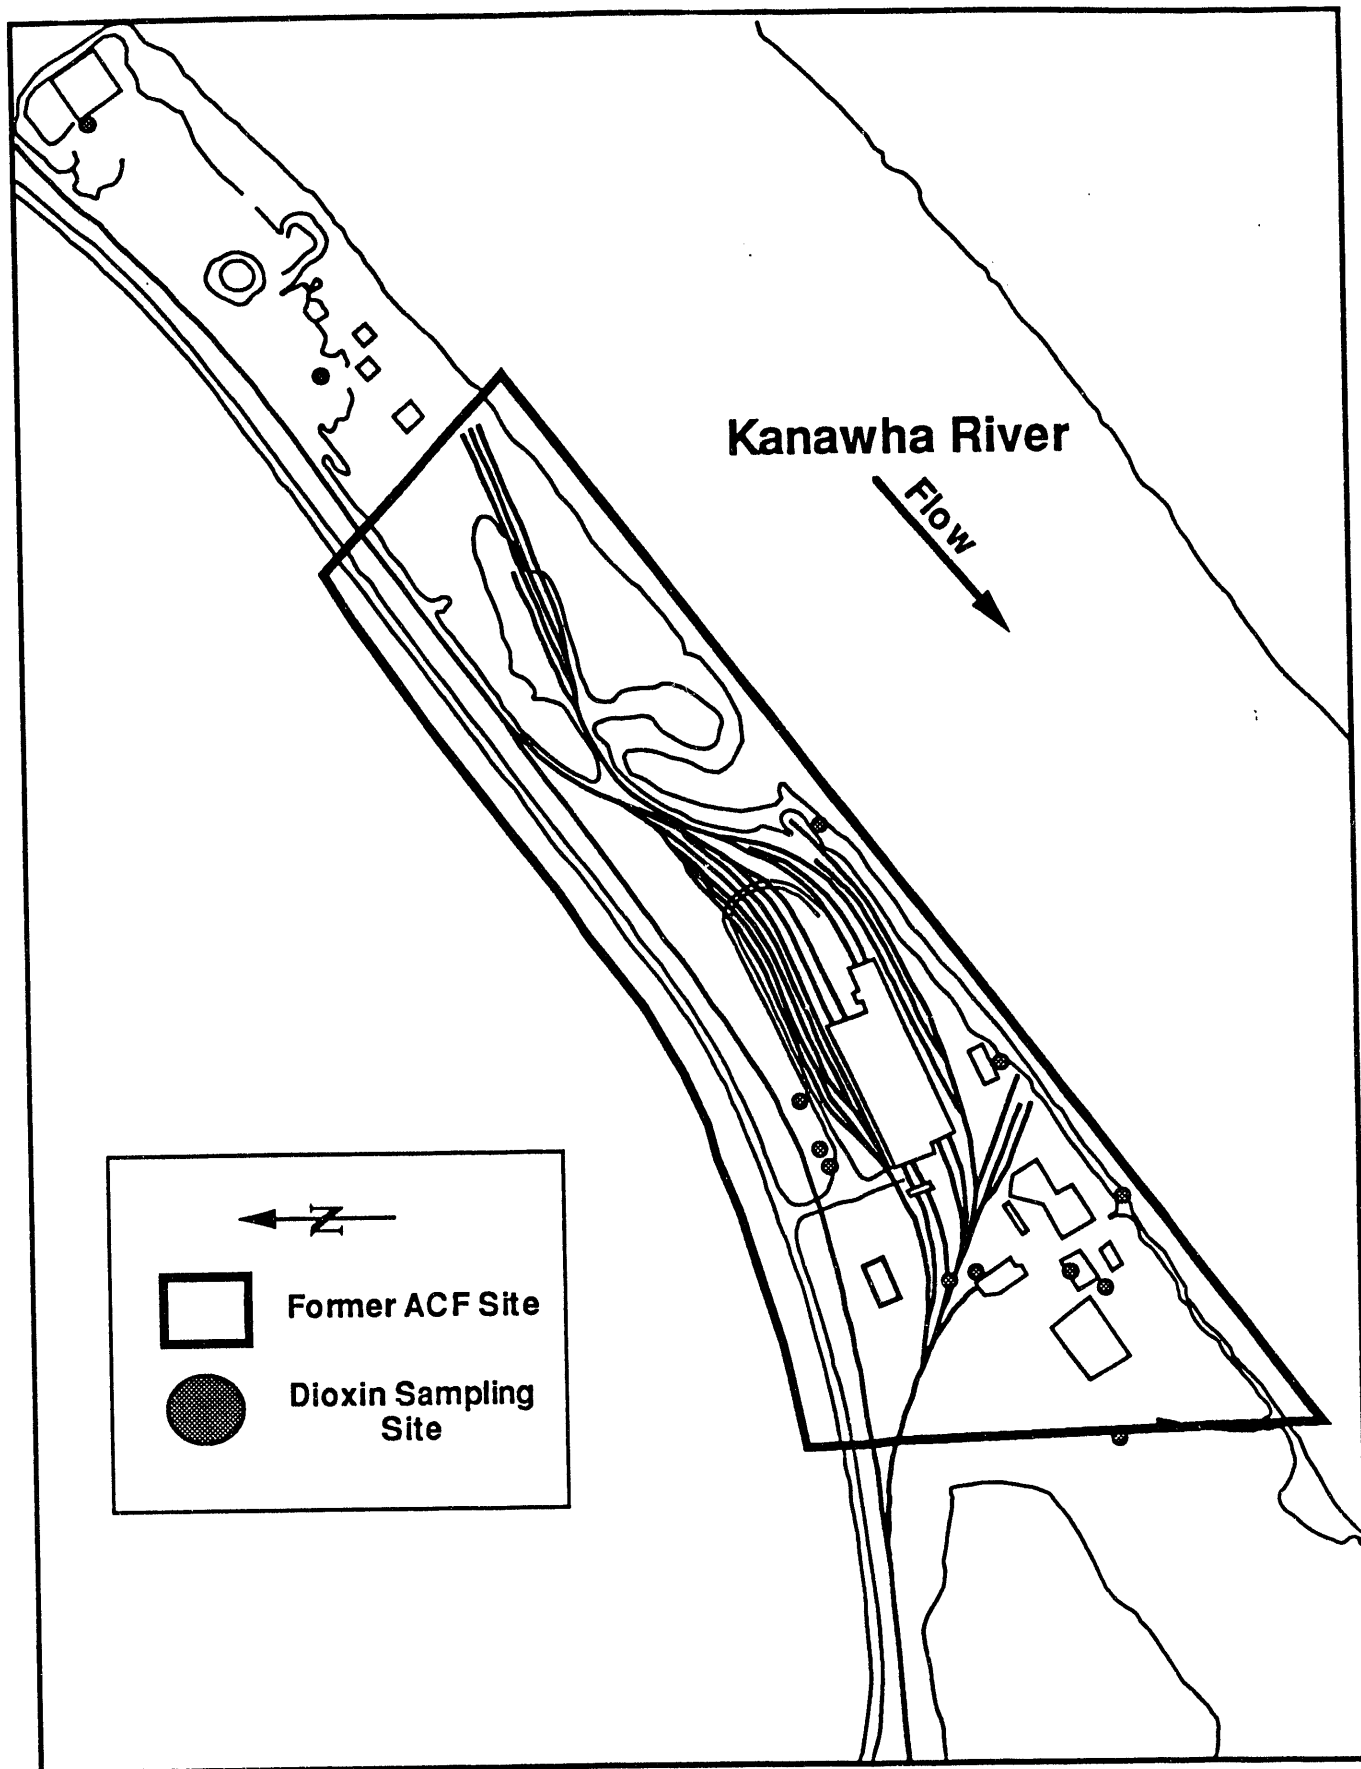 Kanawha River
Flow
N
Former ACF Site
Dioxin Sampling
Site